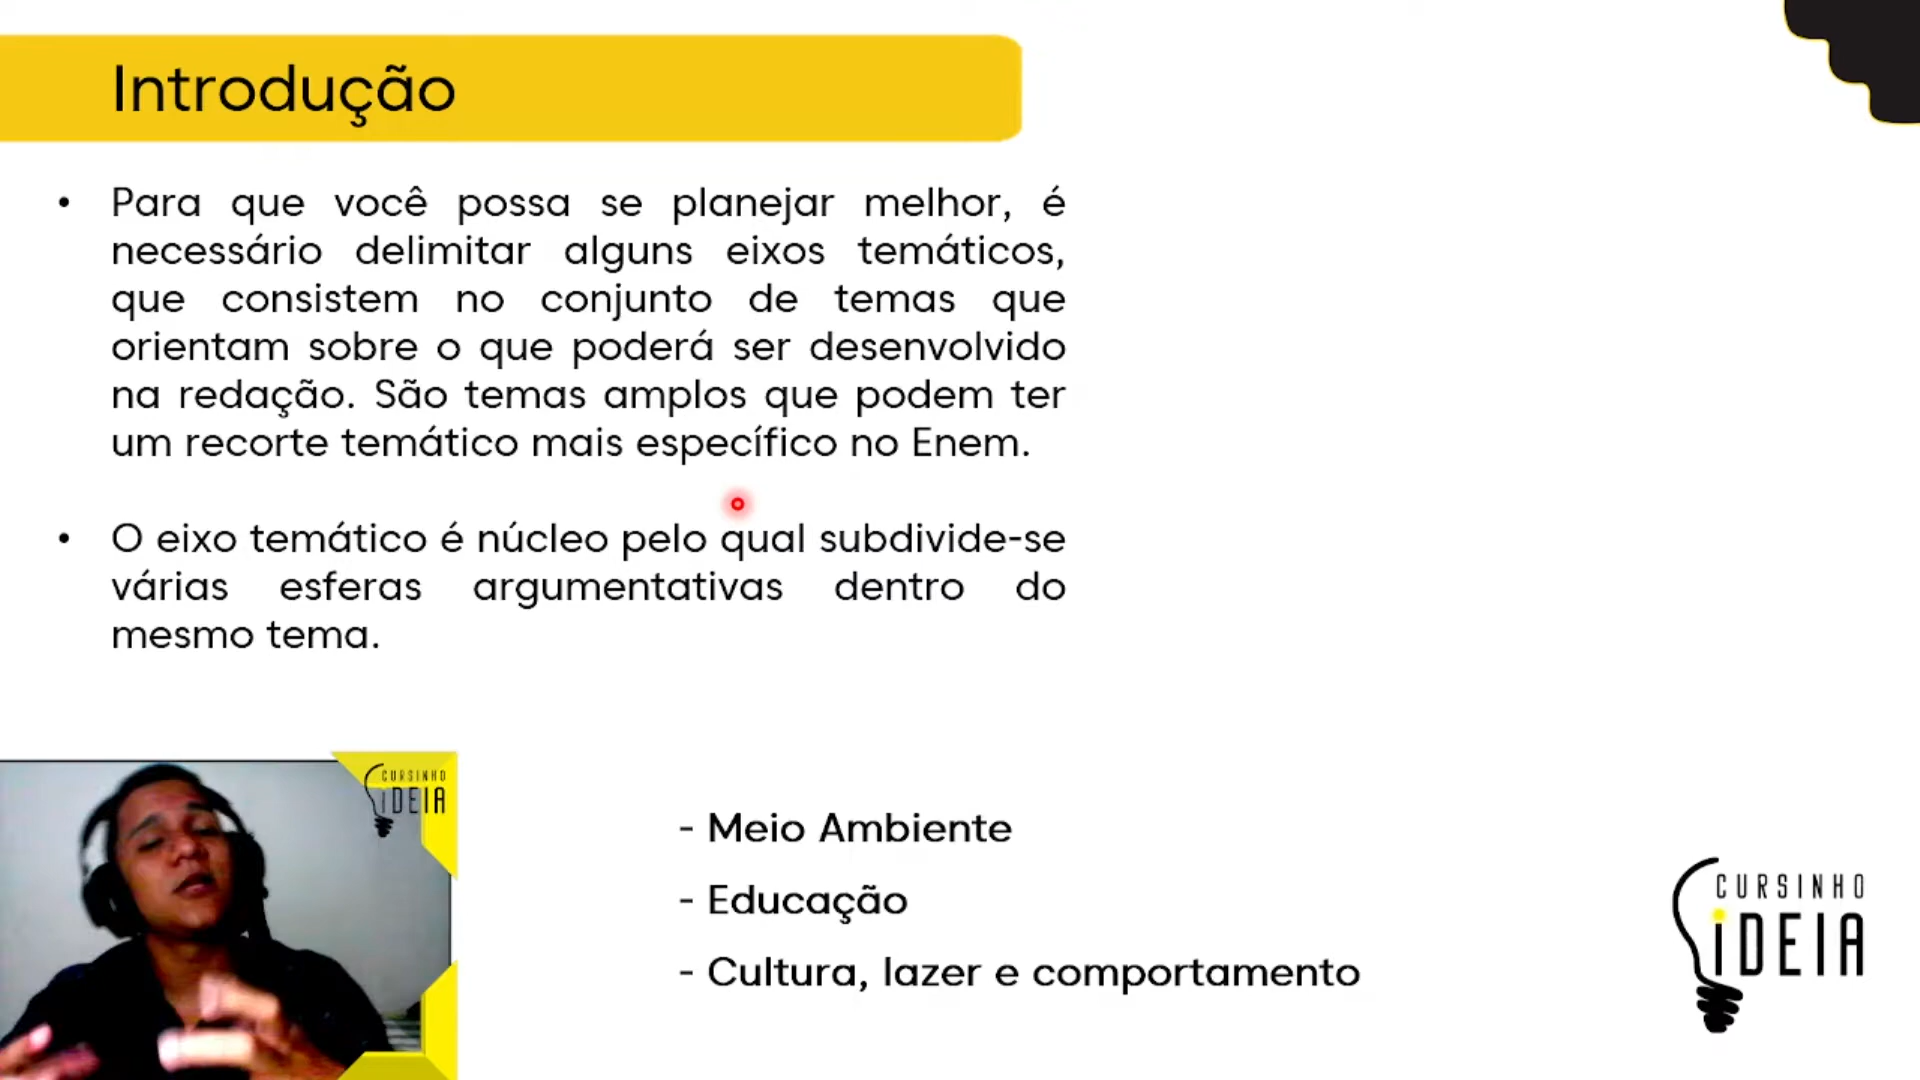 Introdução
• Para que você possa se planejar melhor, é
necessário delimitar alguns eixos temáticos,
que consistem no conjunto de temas que
orientam sobre o que poderá ser desenvolvido
na redação. São temas amplos que podem ter
um recorte temático mais específico no Enem.
• O eixo temático é núcleo pelo qual subdivide-se
várias esferas argumentativas dentro do
mesmo tema.
CURSINHO
iDEIA
- Meio Ambiente
- Educação
- Cultura, lazer e comportamento
CURSINHO
iDEIA